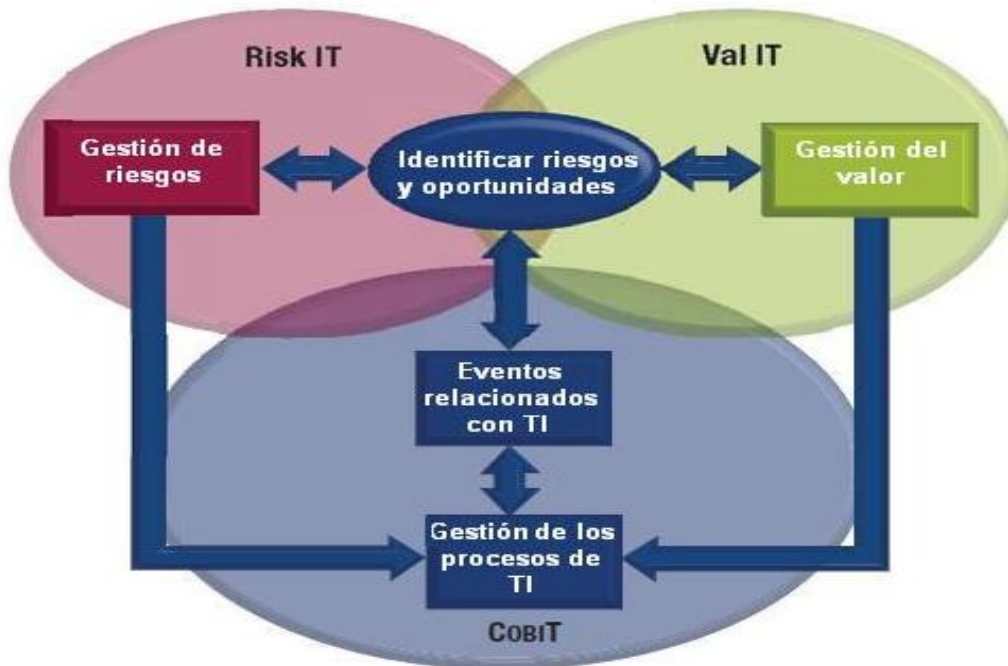 Risk IT
Val IT
Gestión de
riesgos
Identificar riesgos
y oportunidades
Gestión del
valor
Eventos
relacionados
con TI
Gestión de los
procesos de
TI
COBIT